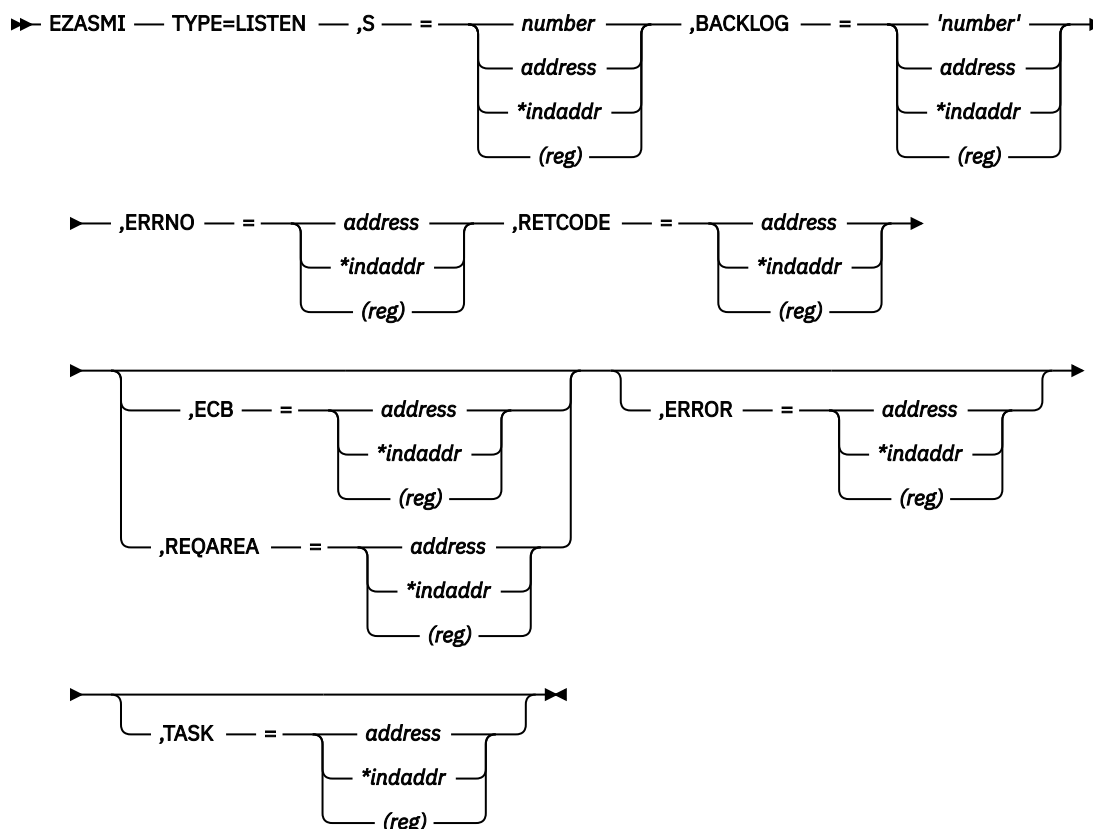 EZASMI TYPE=LISTEN ,S = number ,BACKLOG = 'number'
address address
*indaddr *indaddr
(reg) (reg)
,ERRNO = address ,RETCODE = address
*indaddr *indaddr
(reg) (reg)
,ECB = address ,ERROR = address
*indaddr *indaddr
(reg) (reg)
,REQAREA = address
*indaddr
(reg)
,TASK = address
*indaddr
(reg)